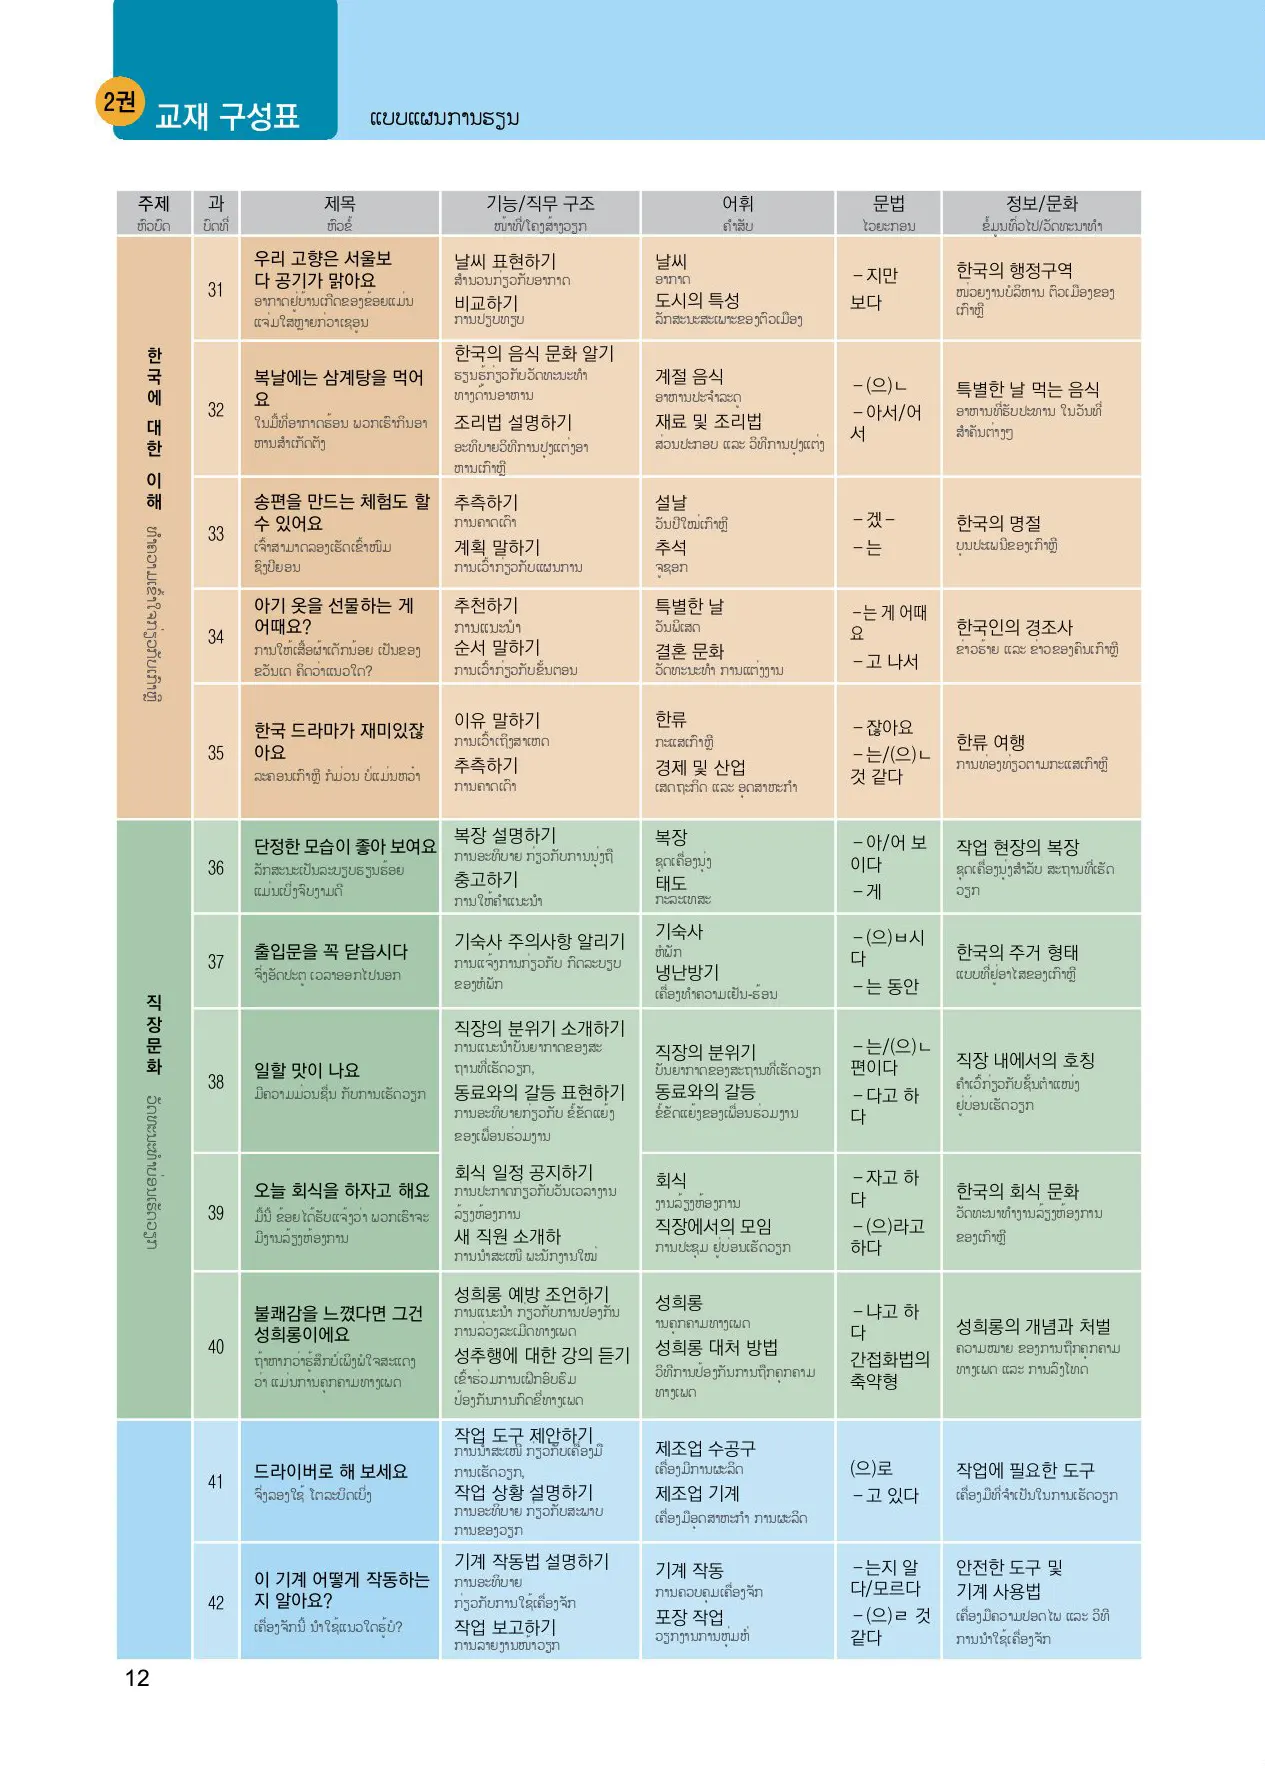 2권
교재 구성표
ແບບແຜນການຮຽນ
주제 과 제목 기능/직무 구조 어휘 문법 정보/문화
ຫົວບົດ ບົດທີ່ ຫົວຂໍ້ ໜ້າທີ່/ໂຄງສ້າງວຽກ ຄຳສັບ ໄວຍະກອນ ຂໍ້ມູນທົ່ວໄປ/ວັດທະນາທຳ
한국에 대한 이해
ທຳຄວາມເຂົ້າໃຈກ່ຽວກັບເກົາຫຼີ
31
우리 고향은 서울보
다 공기가 맑아요
ອາກາດຢູ່ບ້ານເກີດຂອງຂ້ອຍແມ່ນ
ແຈ່ມໃສຫຼາຍກ່ວາເຊອູນ
날씨 표현하기
ສຳນວນກ່ຽວກັບອາກາດ
비교하기
ການປຽບທຽບ
날씨
ອາກາດ
도시의 특성
ລັກສະນະສະເພາະຂອງຕົວເມືອງ
–지만
보다
한국의 행정구역
ໜ່ວຍງານບໍລິຫານ ຕົວເມືອງຂອງ
ເກົາຫຼີ
32
복날에는 삼계탕을 먹어
요
ໃນມື້ທີ່ອາກາດຮ້ອນ ພວກເຮົາກິນອາ
ຫານສຳເກັດທັງ
한국의 음식 문화 알기
ຮຽນຮູ້ກ່ຽວກັບວັດທະນະທຳ
ທາງດ້ານອາຫານ
조리법 설명하기
ອະທິບາຍວິທີການປຸງແຕ່ງອາ
ຫານເກົາຫຼີ
계절 음식
ອາຫານປະຈຳລະດູ
재료 및 조리법
ສ່ວນປະກອບ ແລະ ວິທີການປຸງແຕ່ງ
–(으)ㄴ
–아서/어
서
특별한 날 먹는 음식
ອາຫານທີ່ຮັບປະທານ ໃນວັນທີ່
ສຳຄັນຕ່າງໆ
33
송편을 만드는 체험도 할
수 있어요
ເຈົ້າສາມາດລອງເຮັດເຂົ້າໜົມ
ຊົງປຽອນ
추측하기
ການຄາດເດົາ
계획 말하기
ການເວົ້າກ່ຽວກັບແຜນການ
설날
ວັນປີໃໝ່ເກົາຫຼີ
추석
ຈູຊອກ
–겠–
–는
한국의 명절
ບຸນປະເພນີຂອງເກົາຫຼີ
34
아기 옷을 선물하는 게
어때요?
ການໃຫ້ເສື້ອຜ້າເດັກນ້ອຍ ເປັນຂອງ
ຂວັນເດ ຄິດວ່າແນວໃດ?
추천하기
ການແນະນຳ
순서 말하기
ການເວົ້າກ່ຽວກັບຂັ້ນຕອນ
특별한 날
ວັນພິເສດ
결혼 문화
ວັດທະນະທຳ ການແຕ່ງງານ
–는 게 어때
요
–고 나서
한국인의 경조사
ຂ່າວຮ້າຍ ແລະ ຂ່າວຂອງຄົນເກົາຫຼີ
35
한국 드라마가 재미있잖
아요
ລະຄອນເກົາຫຼີ ກໍມ່ວນ ບໍ່ແມ່ນຫວ໋າ
이유 말하기
ການເວົ້າເຖິງສາເຫດ
추측하기
ການຄາດເດົາ
한류
ກະແສເກົາຫຼີ
경제 및 산업
ເສດຖະກິດ ແລະ ອຸດສາຫະກຳ
–잖아요
–는/(으)ㄴ
것 같다
한류 여행
ການທ່ອງທ່ຽວຕາມກະແສເກົາຫຼີ
직장문화
ວັດທະນະທຳບ່ອນເຮັດວຽກ
36
단정한 모습이 좋아 보여요
ລັກສະນະເປັນລະບຽບຮຽນຮ້ອຍ
ແມ່ນເບິ່ງຈົບງາມດີ
복장 설명하기
ການອະທິບາຍ ກ່ຽວກັບການນຸ່ງຖື
충고하기
ການໃຫ້ຄຳແນະນຳ
복장
ຊຸດເຄື່ອງນຸ່ງ
태도
ກະລະເທສະ
–아/어 보
이다
–게
작업 현장의 복장
ຊຸດເຄື່ອງນຸ່ງສຳລັບ ສະຖານທີ່ເຮັດ
ວຽກ
37
출입문을 꼭 닫읍시다
ຈົ່ງອັດປະຕູ ເວລາອອກໄປນອກ
기숙사 주의사항 알리기
ການແຈ້ງການກ່ຽວກັບ ກົດລະບຽບ
ຂອງຫໍພັກ
기숙사
ຫໍພັກ
냉난방기
ເຄື່ອງທຳຄວາມເຢັນ-ຮ້ອນ
–(으)ㅂ시
다
–는 동안
한국의 주거 형태
ແບບທີ່ຢູ່ອາໄສຂອງເກົາຫຼີ
38
일할 맛이 나요
ມີຄວາມມ່ວນຊື່ນ ກັບການເຮັດວຽກ
직장의 분위기 소개하기
ການແນະນຳບັນຍາກາດຂອງສະ
ຖານທີ່ເຮັດວຽກ,
동료와의 갈등 표현하기
ການອະທິບາຍກ່ຽວກັບ ຂໍ້ຂັດແຍ້ງ
ຂອງເພື່ອນຮ່ວມງານ
직장의 분위기
ບັນຍາກາດຂອງສະຖານທີ່ເຮັດວຽກ
동료와의 갈등
ຂໍ້ຂັດແຍ້ງຂອງເພື່ອນຮ່ວມງານ
–는/(으)ㄴ
편이다
–다고 하
다
직장 내에서의 호칭
ຄຳເວົ້າກ່ຽວກັບຊັ້ນຕຳແໜ່ງ
ຢູ່ບ່ອນເຮັດວຽກ
39
오늘 회식을 하자고 해요
ມື້ນີ້ ຂ້ອຍໄດ້ຮັບແຈ້ງວ່າ ພວກເຮົາຈະ
ມີງານລ້ຽງຫ້ອງການ
회식 일정 공지하기
ການປະກາດກ່ຽວກັບວັນເວລາງານ
ລ້ຽງຫ້ອງການ
새 직원 소개하
ການນຳສະເໜີ ພະນັກງານໃໝ່
회식
ງານລ້ຽງຫ້ອງການ
직장에서의 모임
ການປະຊຸມ ຢູ່ບ່ອນເຮັດວຽກ
–자고 하
다
–(으)라고
하다
한국의 회식 문화
ວັດທະນາທຳງານລ້ຽງຫ້ອງການ
ຂອງເກົາຫຼີ
40
불쾌감을 느꼈다면 그건
성희롱이에요
ຖ້າຫາກວ່າຮູ້ສຶກບໍ່ເພິ່ງພໍໃຈສະແດງ
ວ່າ ແມ່ນການຄຸກຄາມທາງເພດ
성희롱 예방 조언하기
ການແນະນຳ ກ່ຽວກັບການປ້ອງກັນ
ການລ່ວງລະເມີດທາງເພດ
성추행에 대한 강의 듣기
ເຂົ້າຮ່ວມການເຝິກອົບຮົມ
ປ້ອງກັນການກົດຂີ່ທາງເພດ
성희롱
ານຄຸກຄາມທາງເພດ
성희롱 대처 방법
ວິທີການປ້ອງກັນການຖືກຄຸກຄາມ
ທາງເພດ
–냐고 하
다
간접화법의
축약형
성희롱의 개념과 처벌
ຄວາມໝາຍ ຂອງການຖືກຄຸກຄາມ
ທາງເພດ ແລະ ການລົງໂທດ
41
드라이버로 해 보세요
ຈົ່ງລອງໃຊ້ ໂຕລະບິດເບິ່ງ
작업 도구 제안하기
ການນຳສະເໜີ ກຽວກັບເຄື່ອງມື
ການເຮັດວຽກ,
작업 상황 설명하기
ການອະທິບາຍ ກຽວກັບສະພາບ
ການຂອງວຽກ
제조업 수공구
ເຄື່ອງມືການຜະລິດ
제조업 기계
ເຄື່ອງມືອຸດສາຫະກຳ ການຜະລິດ
(으)로
–고 있다
작업에 필요한 도구
ເຄື່ອງມືທີ່ຈຳເປັນໃນການເຮັດວຽກ
42
이 기계 어떻게 작동하는
지 알아요?
ເຄື່ອງຈັກນີ້ ນຳໃຊ້ແນວໃດຮູ້ບໍ?
기계 작동법 설명하기
ການອະທິບາຍ
ກ່ຽວກັບການໃຊ້ເຄື່ອງຈັກ
작업 보고하기
ການລາຍງານໜ້າວຽກ
기계 작동
ການຄວບຄຸມເຄື່ອງຈັກ
포장 작업
ວຽກງານການຫຸ້ມຫໍ່
–는지 알
다/모르다
–(으)ㄹ 것
같다
안전한 도구 및
기계 사용법
ເຄື່ອງມືຄວາມປອດໄພ ແລະ ວິທີ
ການນຳໃຊ້ເຄື່ອງຈັກ
12